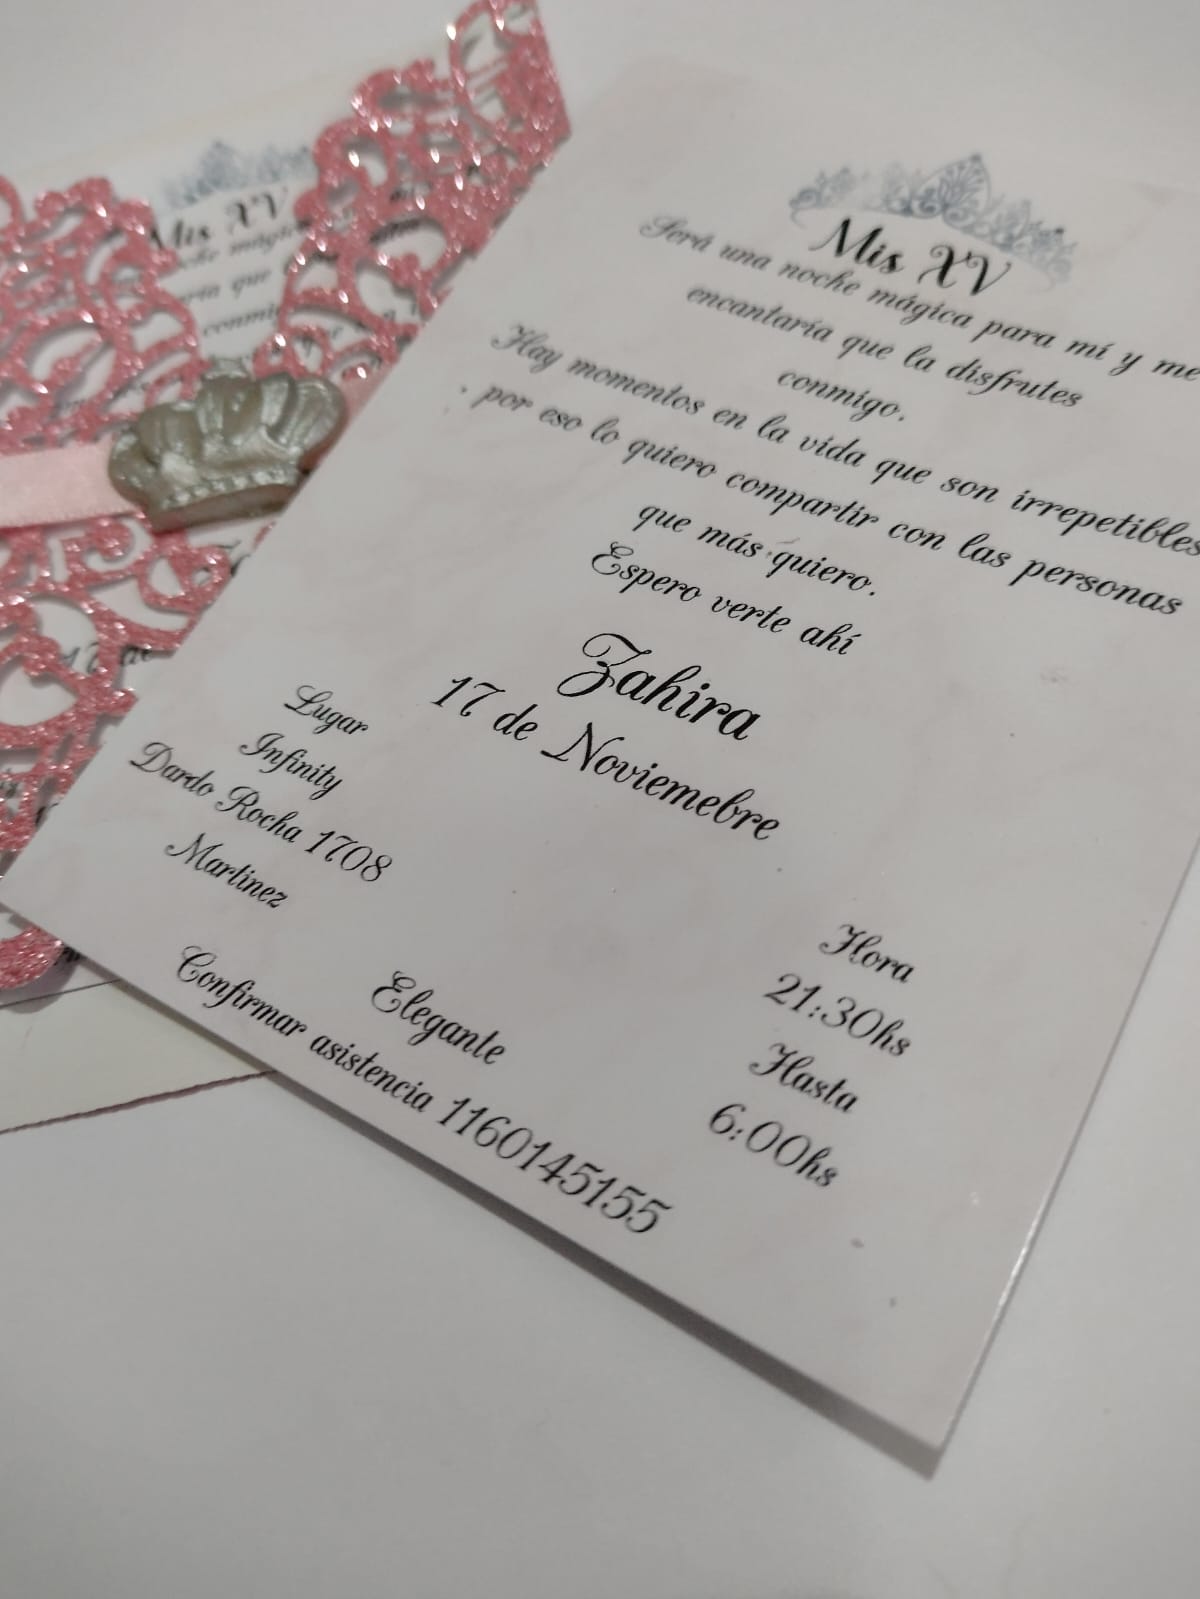 Mis XV
Será una noche mágica para mí y me
encantaría que la disfrutes
conmigo.
Hay momentos en la vida que son irrepetibles
, por eso lo quiero compartir con las personas
que más quiero.
Espero verte ahí
Zahira
17 de Noviemebre
Lugar
Infinity
Dardo Rocha 1708
Martinez
Hora
21:30hs
Hasta
6:00hs
Elegante
Confirmar asistencia 1160145155
Mis XV
conmi
17 de